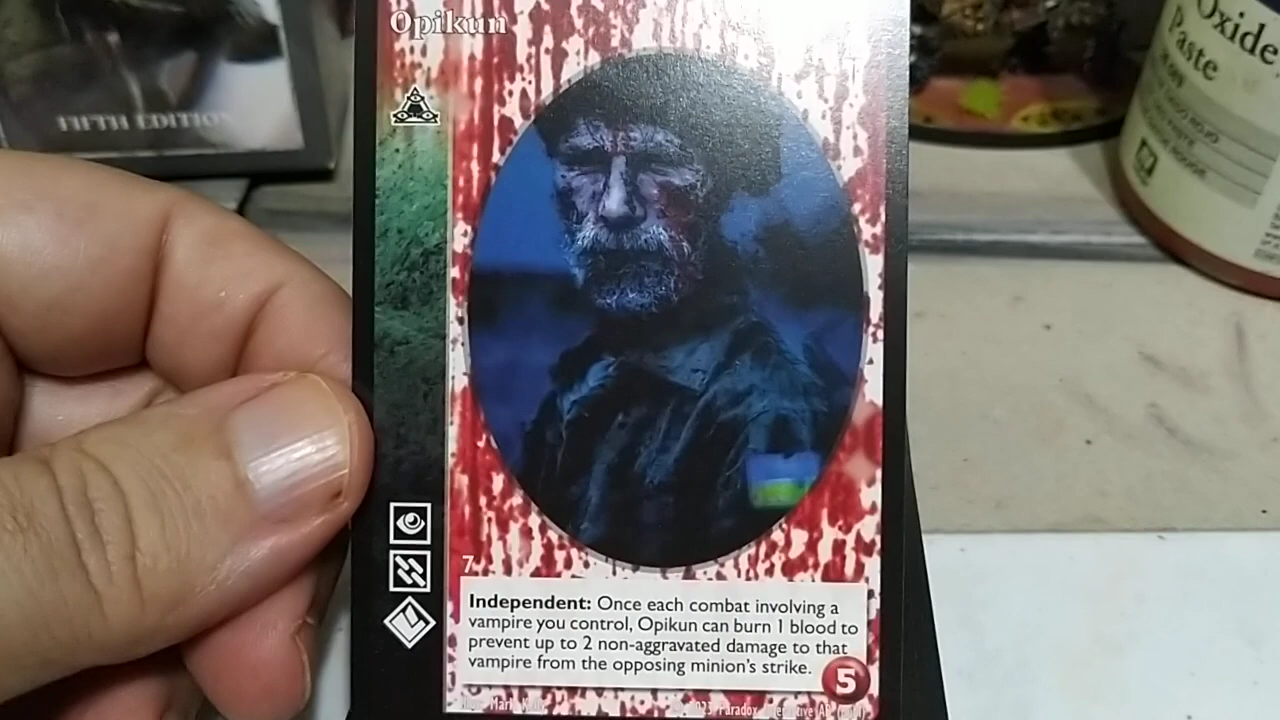 Opikun
FIFTH EDITION
Oxide
Paste
7
Independent: Once each combat involving a
vampire you control, Opikun can burn 1 blood to
prevent up to 2 non-aggravated damage to that
vampire from the opposing minion's strike.
5
Mark Kelly
2023 Paradox Interactive AB